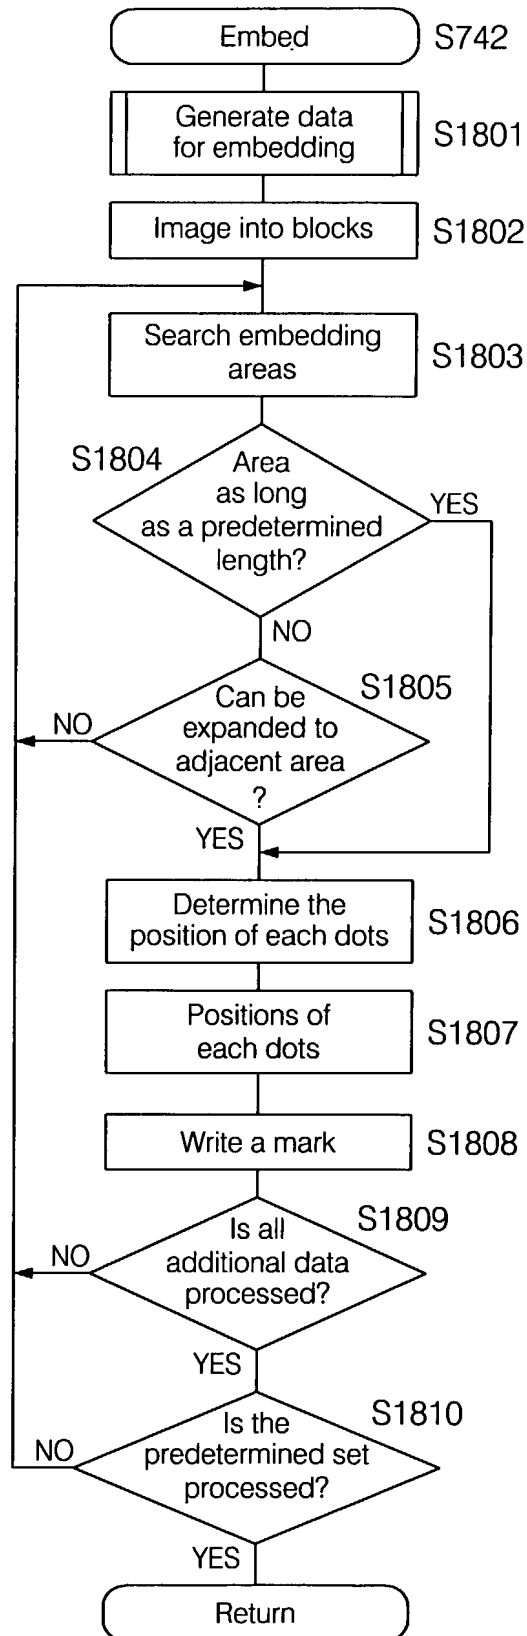 Embed
S742
Generate data
for embedding
S1801
Image into blocks
S1802
Search embedding
areas
S1803
S1804
Area
as long
as a predetermined
length?
YES
NO
S1805
Can be
expanded to
adjacent area
?
NO
YES
Determine the
position of each dots
S1806
Positions of
each dots
S1807
Write a mark
S1808
S1809
Is all
additional data
processed?
NO
YES
S1810
Is the
predetermined set
processed?
NO
YES
Return